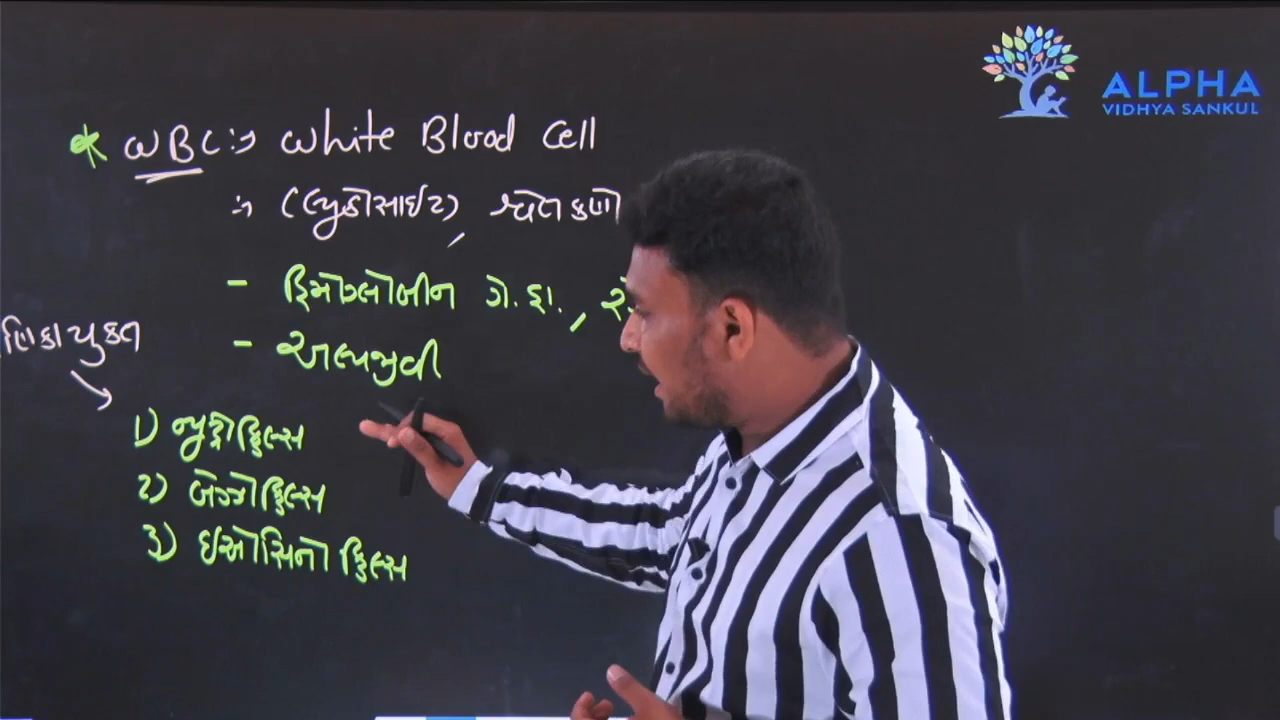 ALPHA
VIDHYA SANKUL
* WBC :→ White Blood Cell
:→ (લ્યુકોસાઈટ), શ્વેતકણો
- હિમોગ્લોબીન ગે.હા.,
- અલ્પજીવી
1) ન્યુટ્રોફિલ્સ
2) બેઝોફિલ્સ
3) ઇઓસિનોફિલ્સ